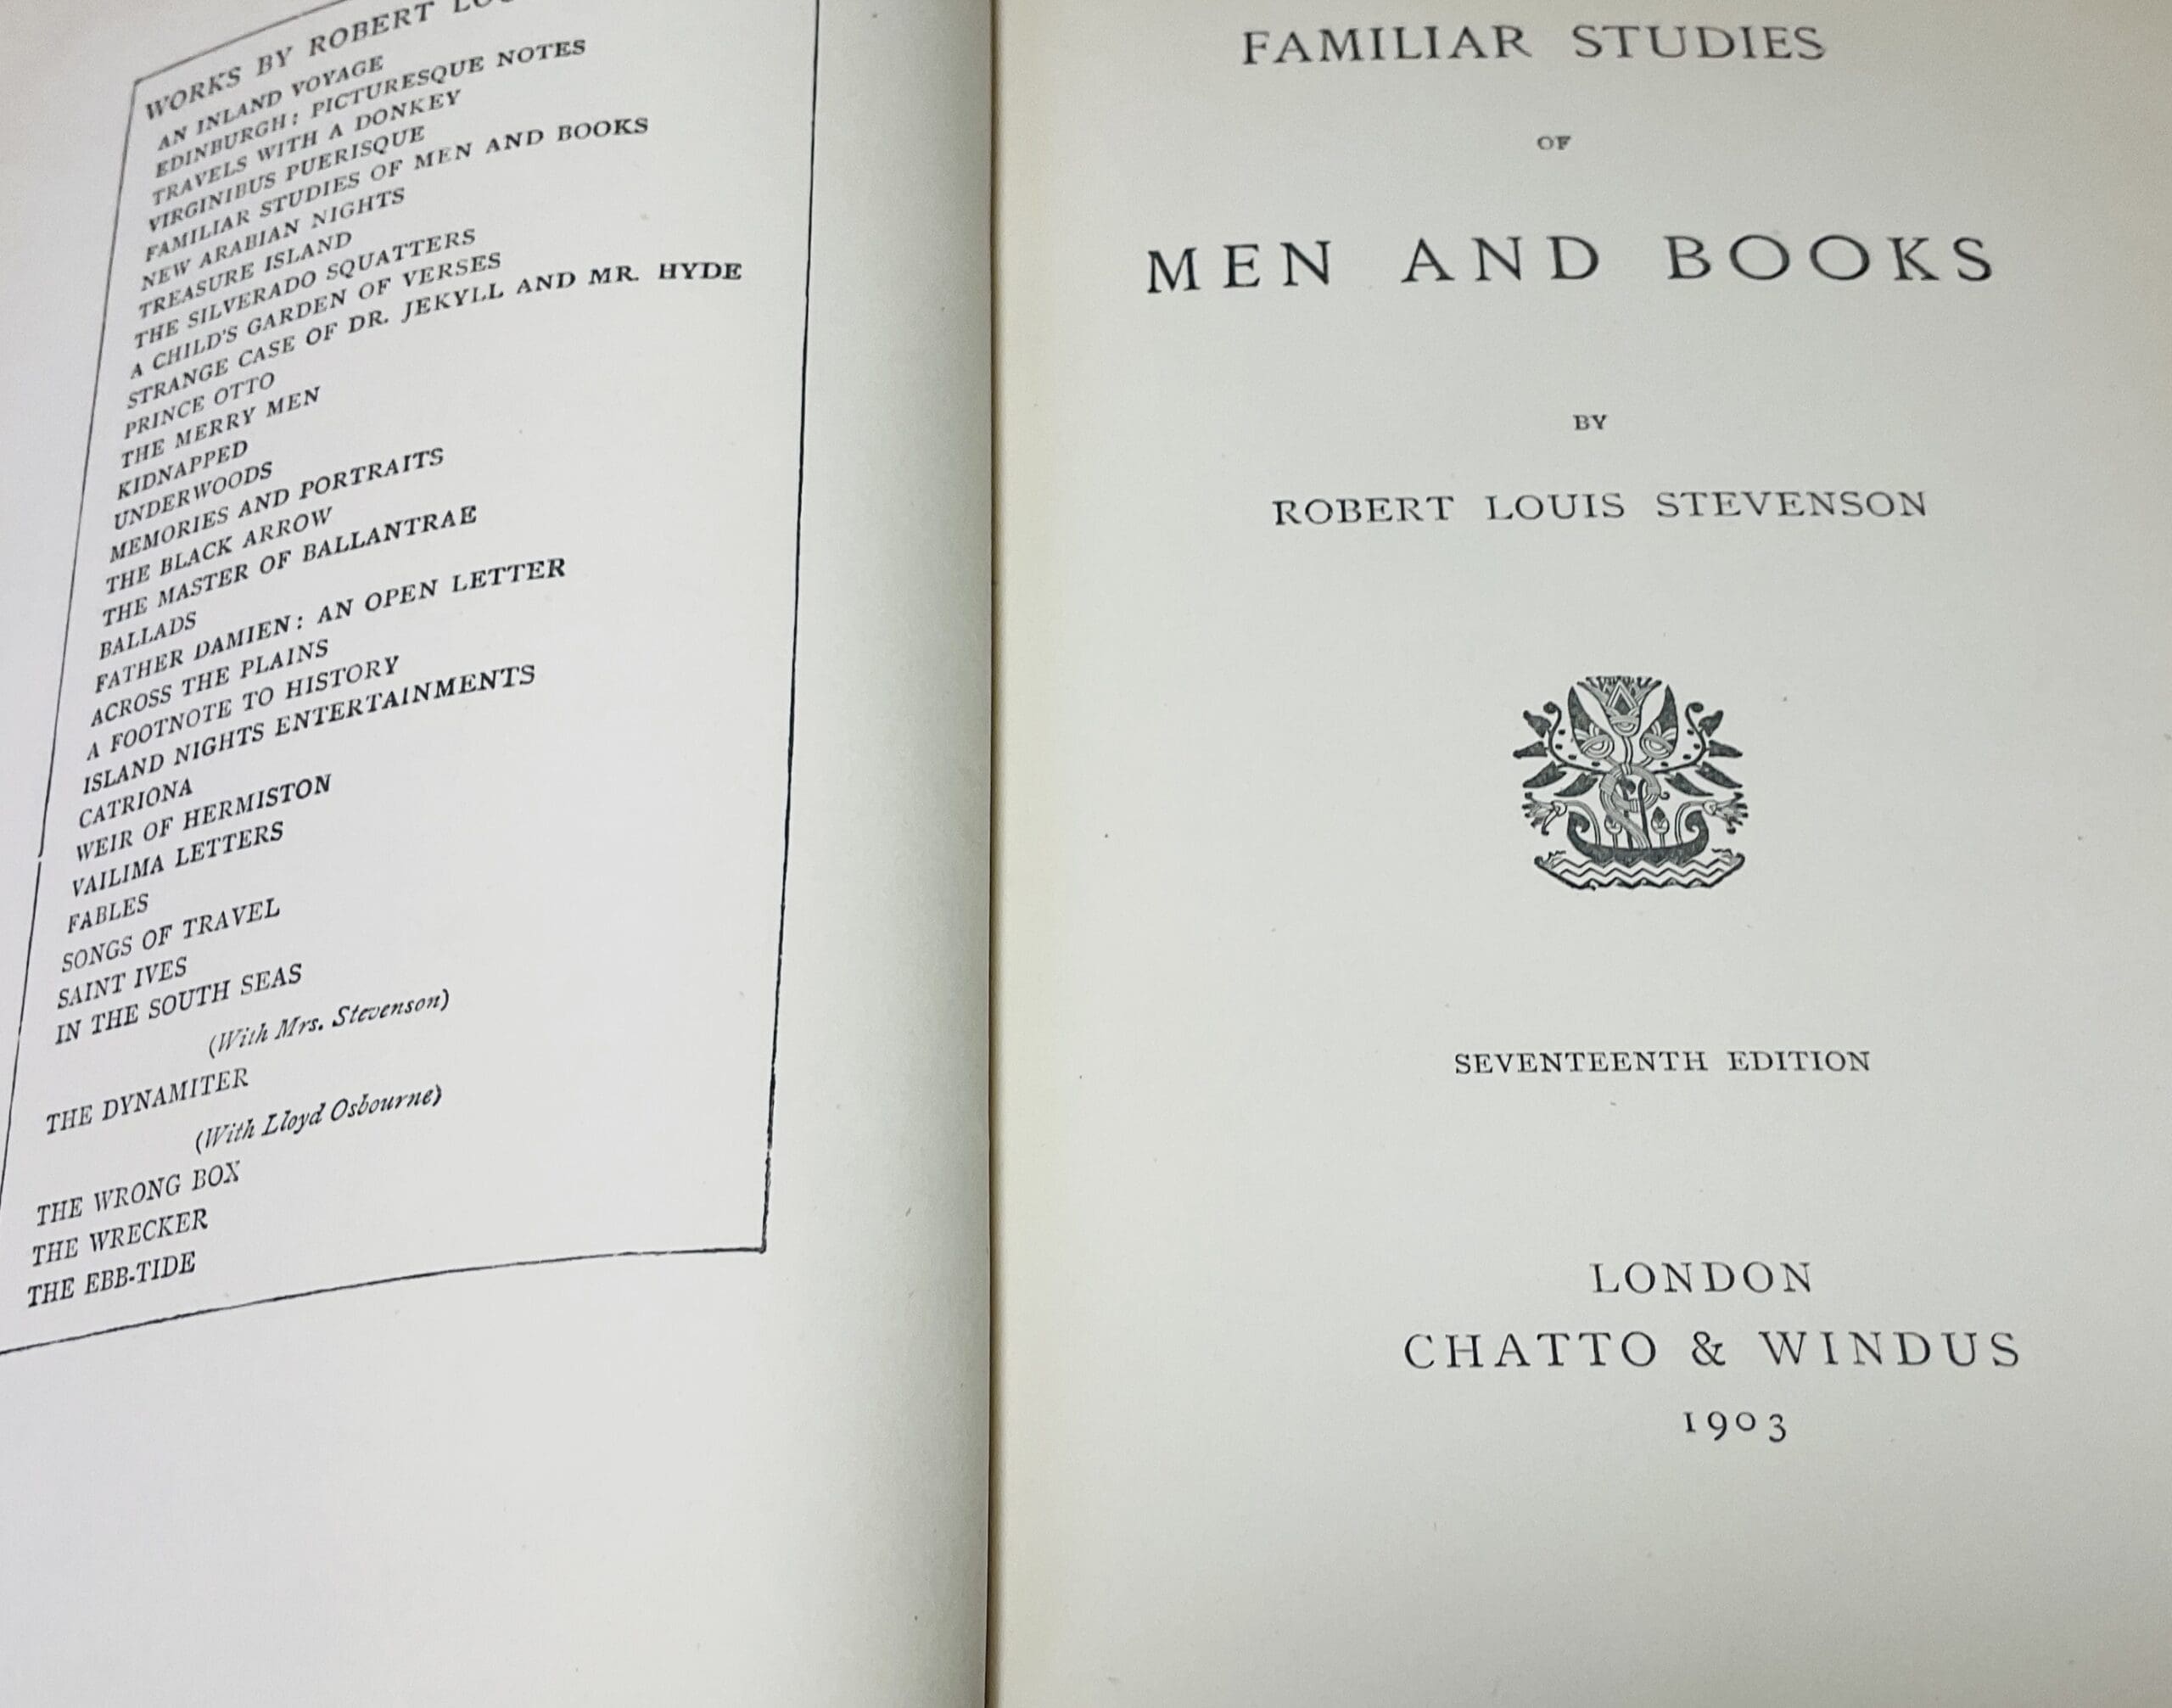 WORKS BY ROBERT
AN INLAND VOYAGE
EDINBURGH: PICTURESQUE NOTES
TRAVELS WITH A DONKEY
VIRGINIBUS PUERISQUE
FAMILIAR STUDIES OF MEN AND BOOKS
NEW ARABIAN NIGHTS
TREASURE ISLAND
THE SILVERADO SQUATTERS
A CHILD'S GARDEN OF VERSES
STRANGE CASE OF DR. JEKYLL AND MR. HYDE
PRINCE OTTO
THE MERRY MEN
KIDNAPPED
UNDERWOODS
MEMORIES AND PORTRAITS
THE BLACK ARROW
THE MASTER OF BALLANTRAE
BALLADS
FATHER DAMIEN: AN OPEN LETTER
ACROSS THE PLAINS
A FOOTNOTE TO HISTORY
ISLAND NIGHTS ENTERTAINMENTS
CATRIONA
WEIR OF HERMISTON
VAILIMA LETTERS
FABLES
SONGS OF TRAVEL
SAINT IVES
IN THE SOUTH SEAS
(With Mrs. Stevenson)
THE DYNAMITER
(With Lloyd Osbourne)
THE WRONG BOX
THE WRECKER
THE EBB-TIDE
FAMILIAR STUDIES
OF
MEN AND BOOKS
BY
ROBERT LOUIS STEVENSON
SEVENTEENTH EDITION
LONDON
CHATTO & WINDUS
1903